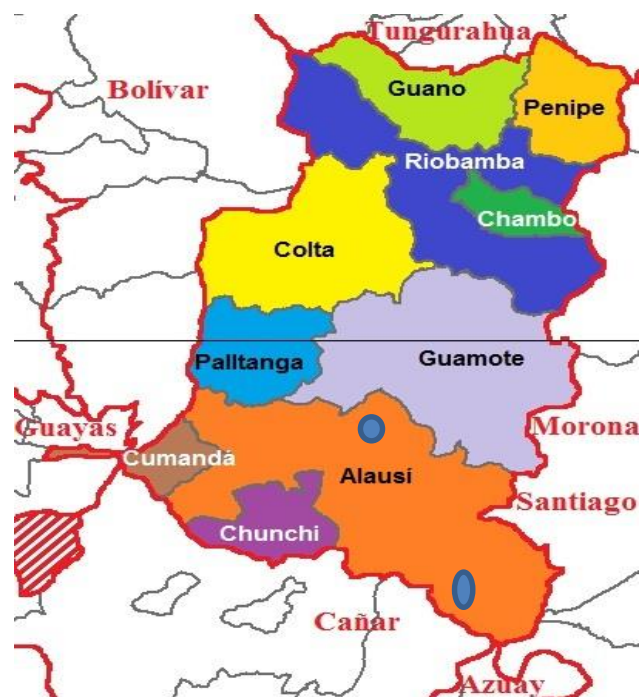 Tungurahua
Bolívar
Guano
Penipe
Riobamba
Chambo
Colta
Palltanga
Guamote
Guayas
Morona
Cumandá
Alausí
Santiago
Chunchi
Cañar
Azuay